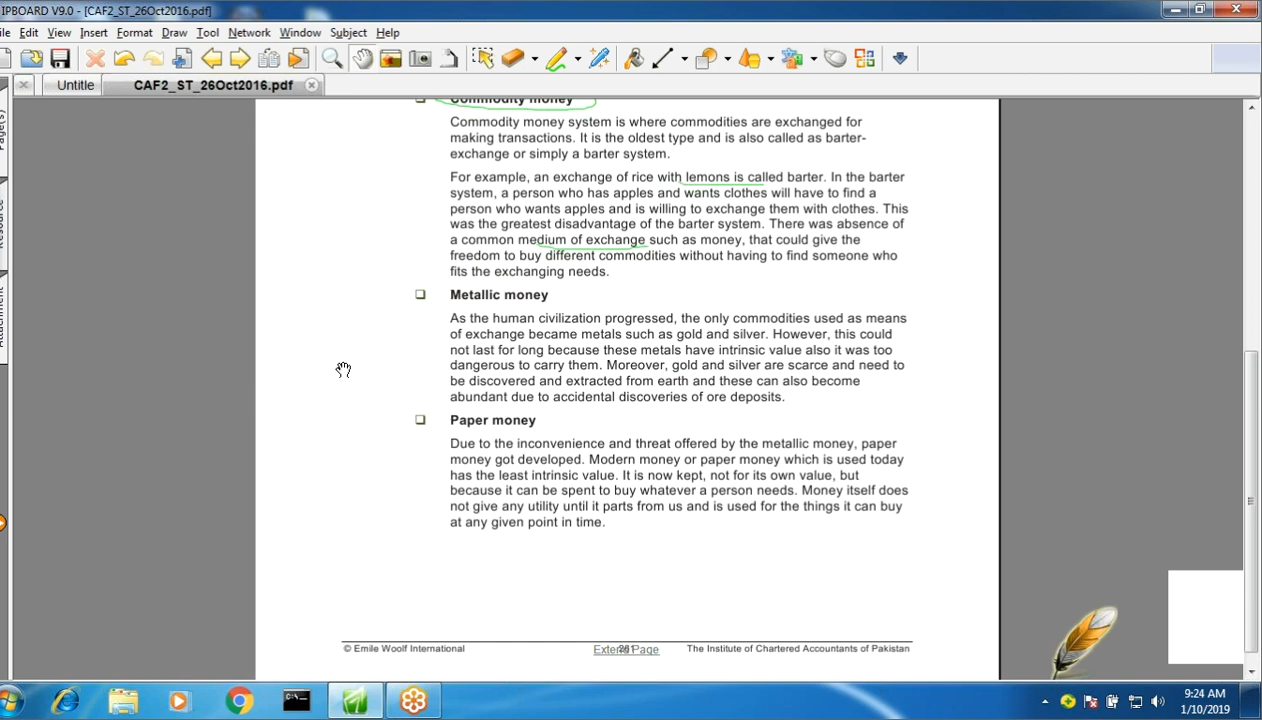 IPBOARD V9.0 - [CAF2_ST_26Oct2016.pdf]
ile Edit View Insert Format Draw Tool Network Window Subject Help
Untitle CAF2_ST_26Oct2016.pdf
Page(s)
Resource
Attachment
Commodity money
Commodity money system is where commodities are exchanged for
making transactions. It is the oldest type and is also called as barter-
exchange or simply a barter system.
For example, an exchange of rice with lemons is called barter. In the barter
system, a person who has apples and wants clothes will have to find a
person who wants apples and is willing to exchange them with clothes. This
was the greatest disadvantage of the barter system. There was absence of
a common medium of exchange such as money, that could give the
freedom to buy different commodities without having to find someone who
fits the exchanging needs.
Metallic money
As the human civilization progressed, the only commodities used as means
of exchange became metals such as gold and silver. However, this could
not last for long because these metals have intrinsic value also it was too
dangerous to carry them. Moreover, gold and silver are scarce and need to
be discovered and extracted from earth and these can also become
abundant due to accidental discoveries of ore deposits.
Paper money
Due to the inconvenience and threat offered by the metallic money, paper
money got developed. Modern money or paper money which is used today
has the least intrinsic value. It is now kept, not for its own value, but
because it can be spent to buy whatever a person needs. Money itself does
not give any utility until it parts from us and is used for the things it can buy
at any given point in time.
© Emile Woolf International Extend Page The Institute of Chartered Accountants of Pakistan
9:24 AM
1/10/2019